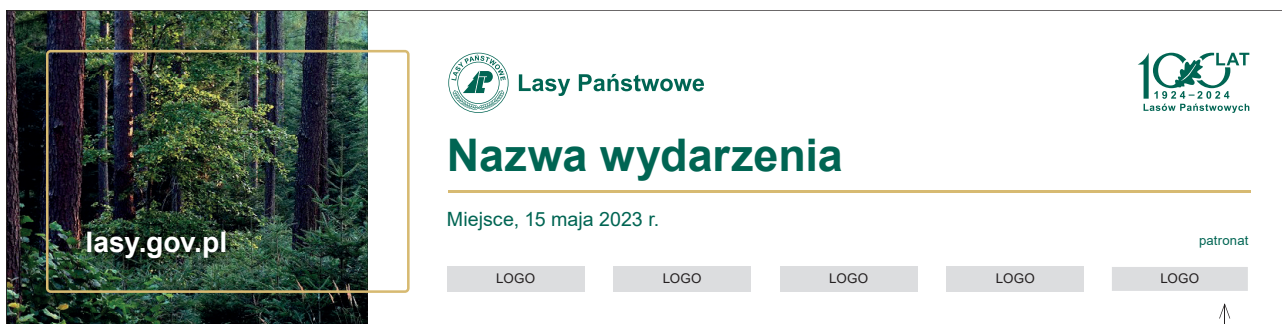 lasy.gov.pl
LASY PAŃSTWOWE
Lasy Państwowe
100 LAT
1924–2024
Lasów Państwowych
Nazwa wydarzenia
Miejsce, 15 maja 2023 r.
patronat
LOGO LOGO LOGO LOGO LOGO